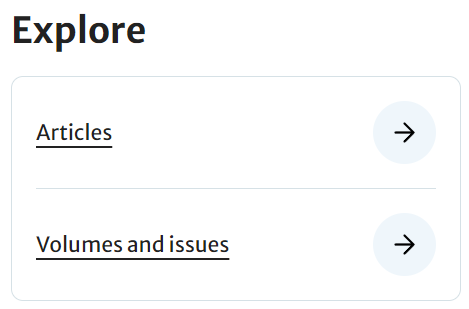 Explore
Articles
Volumes and issues